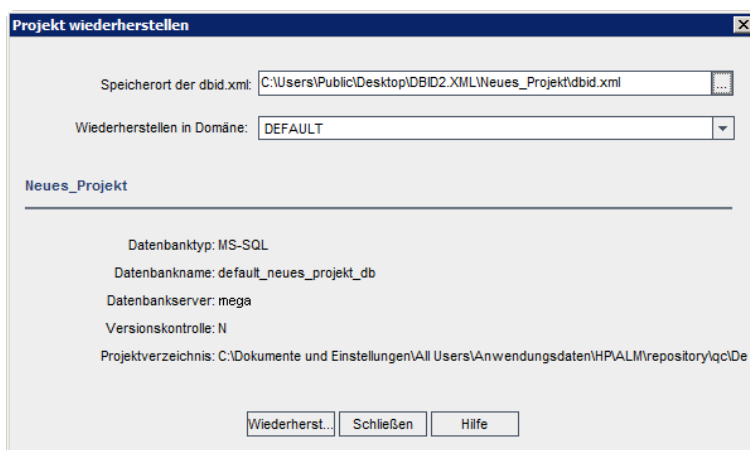 Projekt wiederherstellen
Speicherort der dbid.xml: C:\Users\Public\Desktop\DBID2.XML\Neues_Projekt\dbid.xml ...
Wiederherstellen in Domäne: DEFAULT
Neues_Projekt
Datenbanktyp: MS-SQL
Datenbankname: default_neues_projekt_db
Datenbankserver: mega
Versionskontrolle: N
Projektverzeichnis: C:\Dokumente und Einstellungen\All Users\Anwendungsdaten\HP\ALM\repository\qc\De
Wiederherst... Schließen Hilfe